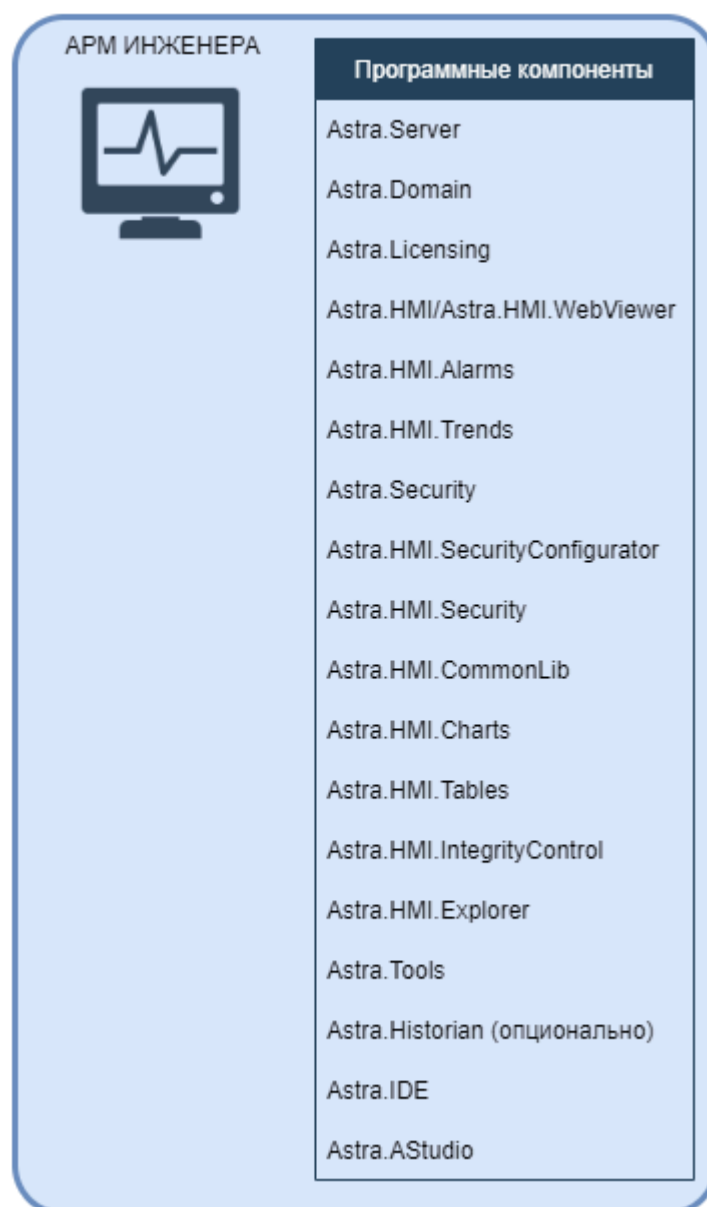 АРМ ИНЖЕНЕРА
Программные компоненты
Astra.Server
Astra.Domain
Astra.Licensing
Astra.HMI/Astra.HMI.WebViewer
Astra.HMI.Alarms
Astra.HMI.Trends
Astra.Security
Astra.HMI.SecurityConfigurator
Astra.HMI.Security
Astra.HMI.CommonLib
Astra.HMI.Charts
Astra.HMI.Tables
Astra.HMI.IntegrityControl
Astra.HMI.Explorer
Astra.Tools
Astra.Historian (опционально)
Astra.IDE
Astra.AStudio